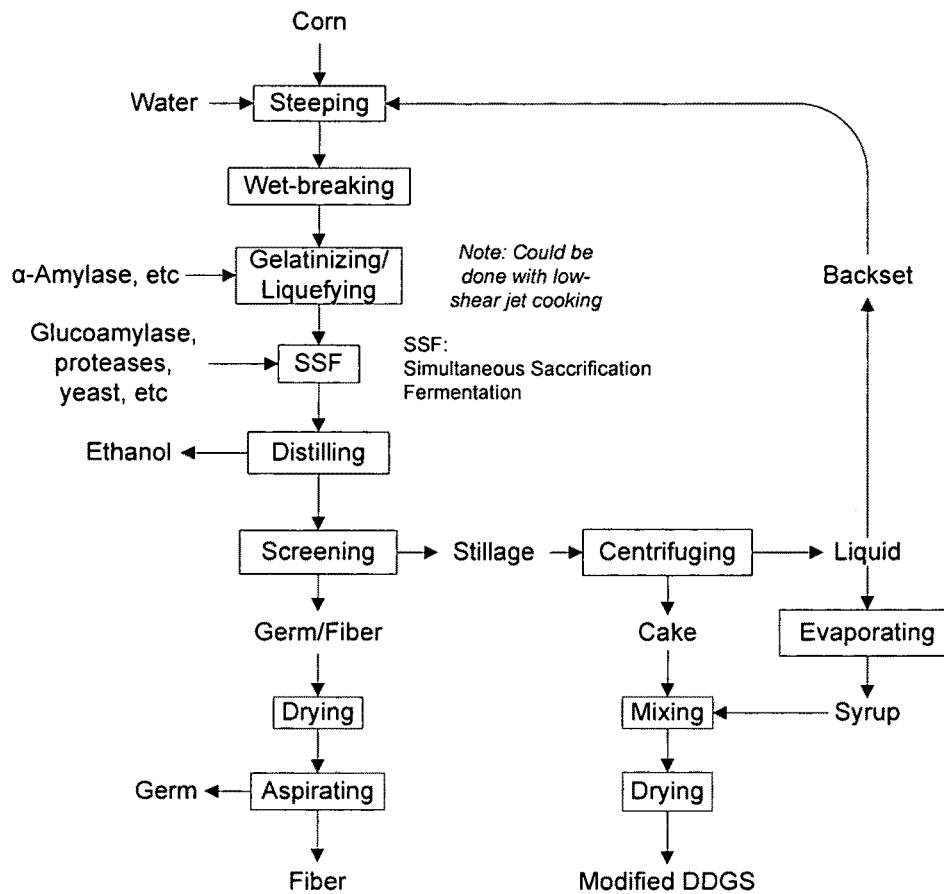 Corn
Water
Steeping
Wet-breaking
α-Amylase, etc
Gelatinizing/
Liquefying
Note: Could be
done with low-
shear jet cooking
Backset
Glucoamylase,
proteases,
yeast, etc
SSF
SSF:
Simultaneous Saccrification
Fermentation
Ethanol
Distilling
Screening
Stillage
Centrifuging
Liquid
Germ/Fiber
Cake
Evaporating
Drying
Mixing
Syrup
Germ
Aspirating
Drying
Fiber
Modified DDGS